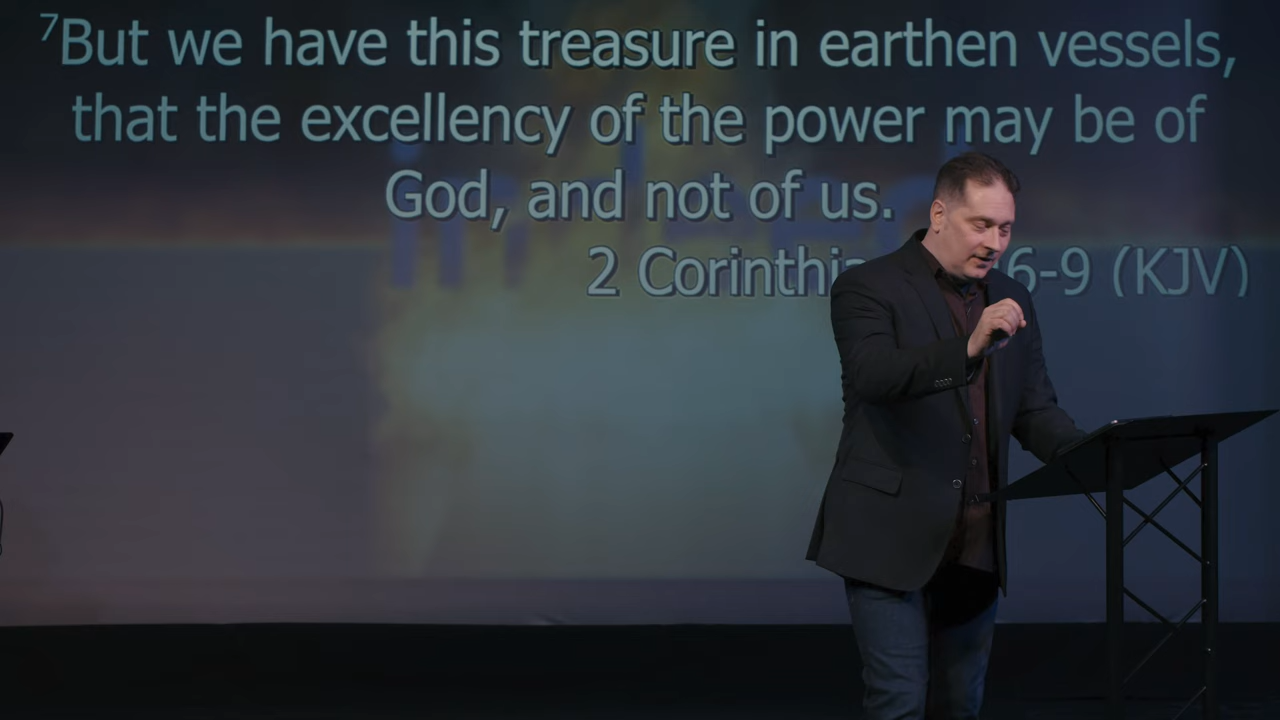 7But we have this treasure in earthen vessels,
that the excellency of the power may be of
God, and not of us.
2 6-9 (KJV)